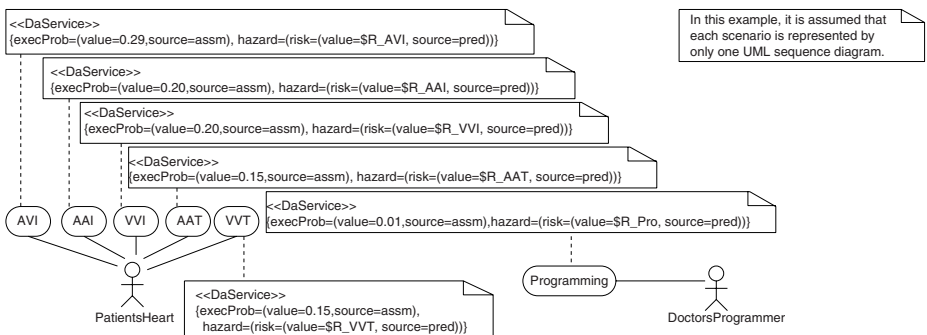 <<DaService>>
{execProb=(value=0.29,source=assm), hazard=(risk=(value=$R_AVI, source=pred))}
In this example, it is assumed that
each scenario is represented by
only one UML sequence diagram.
<<DaService>>
{execProb=(value=0.20,source=assm), hazard=(risk=(value=$R_AAI, source=pred))}
<<DaService>>
{execProb=(value=0.20,source=assm), hazard=(risk=(value=$R_VVI, source=pred))}
<<DaService>>
{execProb=(value=0.15,source=assm), hazard=(risk=(value=$R_AAT, source=pred))}
<<DaService>>
{execProb=(value=0.01,source=assm),hazard=(risk=(value=$R_Pro, source=pred))}
AVI
AAI
VVI
AAT
VVT
Programming
PatientsHeart
<<DaService>>
{execProb=(value=0.15,source=assm),
hazard=(risk=(value=$R_VVT, source=pred))}
DoctorsProgrammer